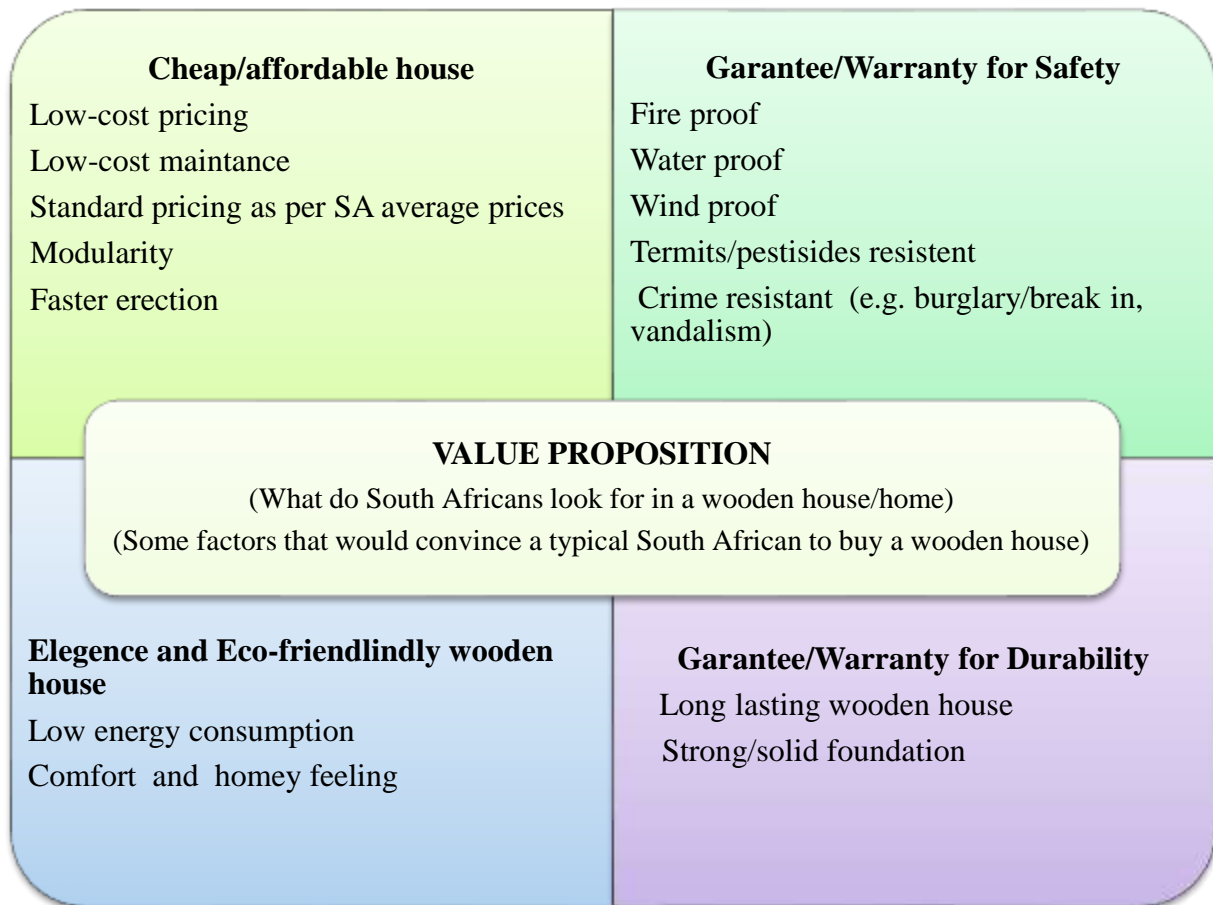 Cheap/affordable house
Low-cost pricing
Low-cost maintance
Standard pricing as per SA average prices
Modularity
Faster erection
Garantee/Warranty for Safety
Fire proof
Water proof
Wind proof
Termits/pestisides resistent
Crime resistant (e.g. burglary/break in,
vandalism)
VALUE PROPOSITION
(What do South Africans look for in a wooden house/home)
(Some factors that would convince a typical South African to buy a wooden house)
Elegence and Eco-friendlindly wooden
house
Low energy consumption
Comfort and homey feeling
Garantee/Warranty for Durability
Long lasting wooden house
Strong/solid foundation